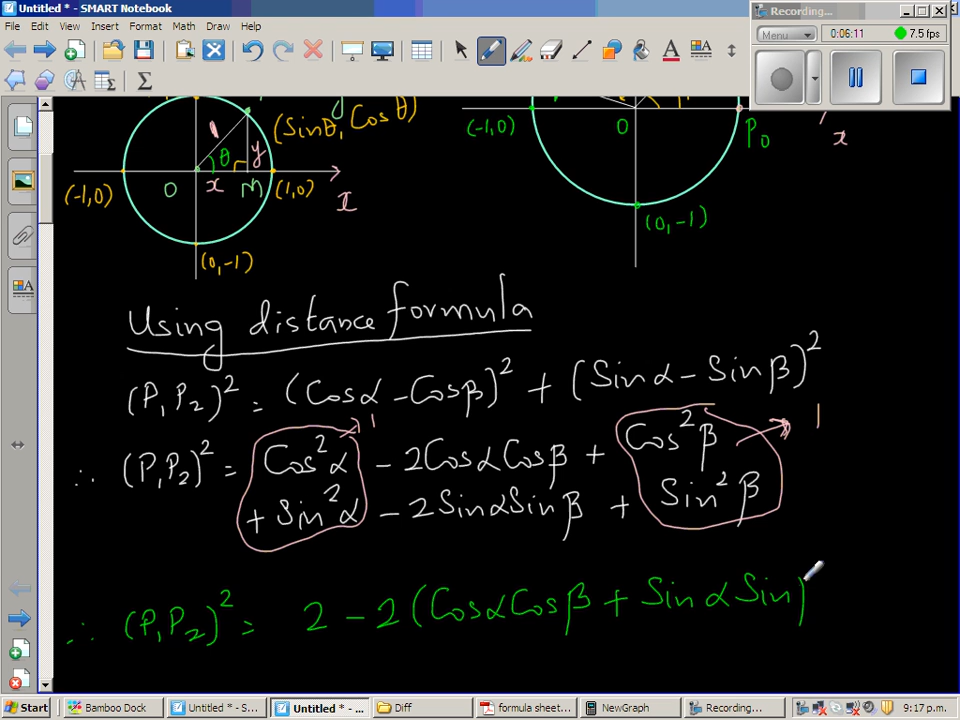 Untitled * - SMART Notebook
File Edit View Insert Format Tools Draw Help
Recording...
Menu 0:06:11 7.5 fps
(Sinθ, Cosθ)
1 θ y
(-1,0) O x M (1,0) x
(0,-1)
(-1,0) O P0 x
(0,-1)
Using distance formula
(P1P2)² = (Cosα - Cosβ)² + (Sinα - Sinβ)²
∴ (P1P2)² = Cos²α - 2CosαCosβ + Cos²β
+ Sin²α - 2SinαSinβ + Sin²β
1 1
∴ (P1P2)² = 2 - 2(CosαCosβ + SinαSin)
Start Bamboo Dock Untitled * - SMART... Untitled * - ... Diff formula sheet... NewGraph Recording... 9:17 p.m.